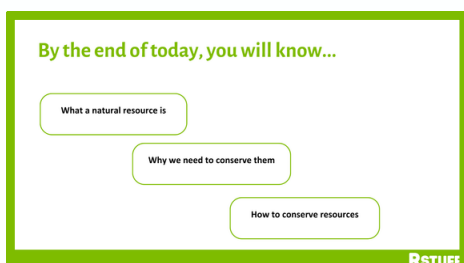 By the end of today, you will know...
What a natural resource is
Why we need to conserve them
How to conserve resources